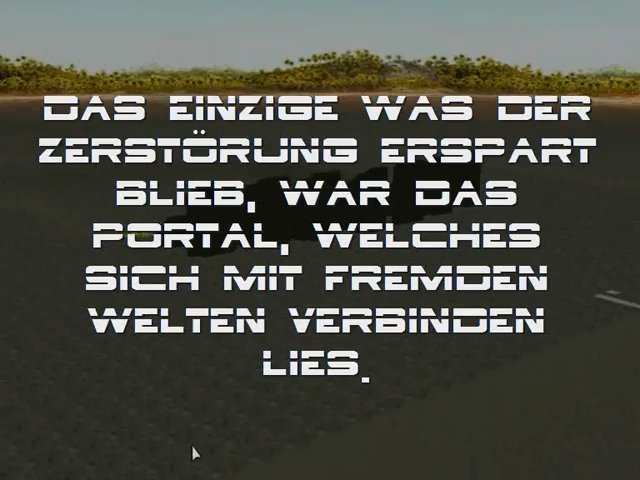 DAS EINZIGE WAS DER
ZERSTÖRUNG ERSPART
BLIEB, WAR DAS
PORTAL, WELCHES
SICH MIT FREMDEN
WELTEN VERBINDEN
LIES.